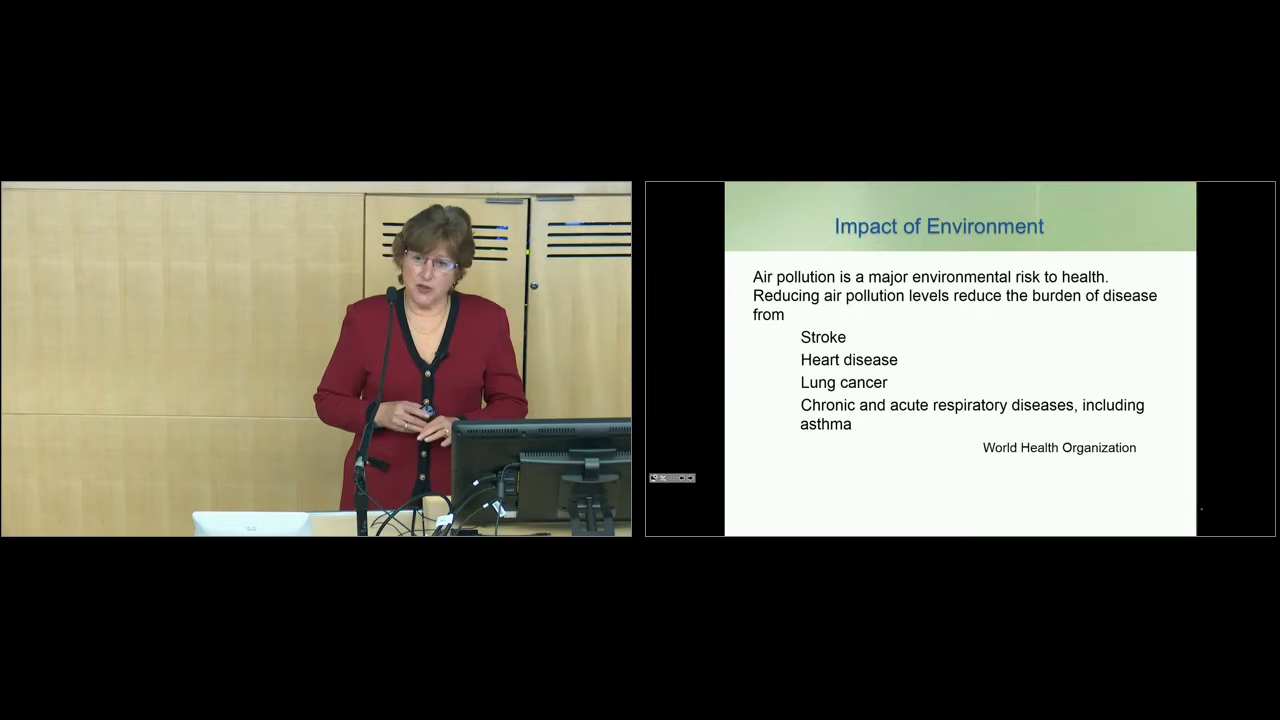 Impact of Environment
Air pollution is a major environmental risk to health.
Reducing air pollution levels reduce the burden of disease
from
Stroke
Heart disease
Lung cancer
Chronic and acute respiratory diseases, including
asthma
World Health Organization